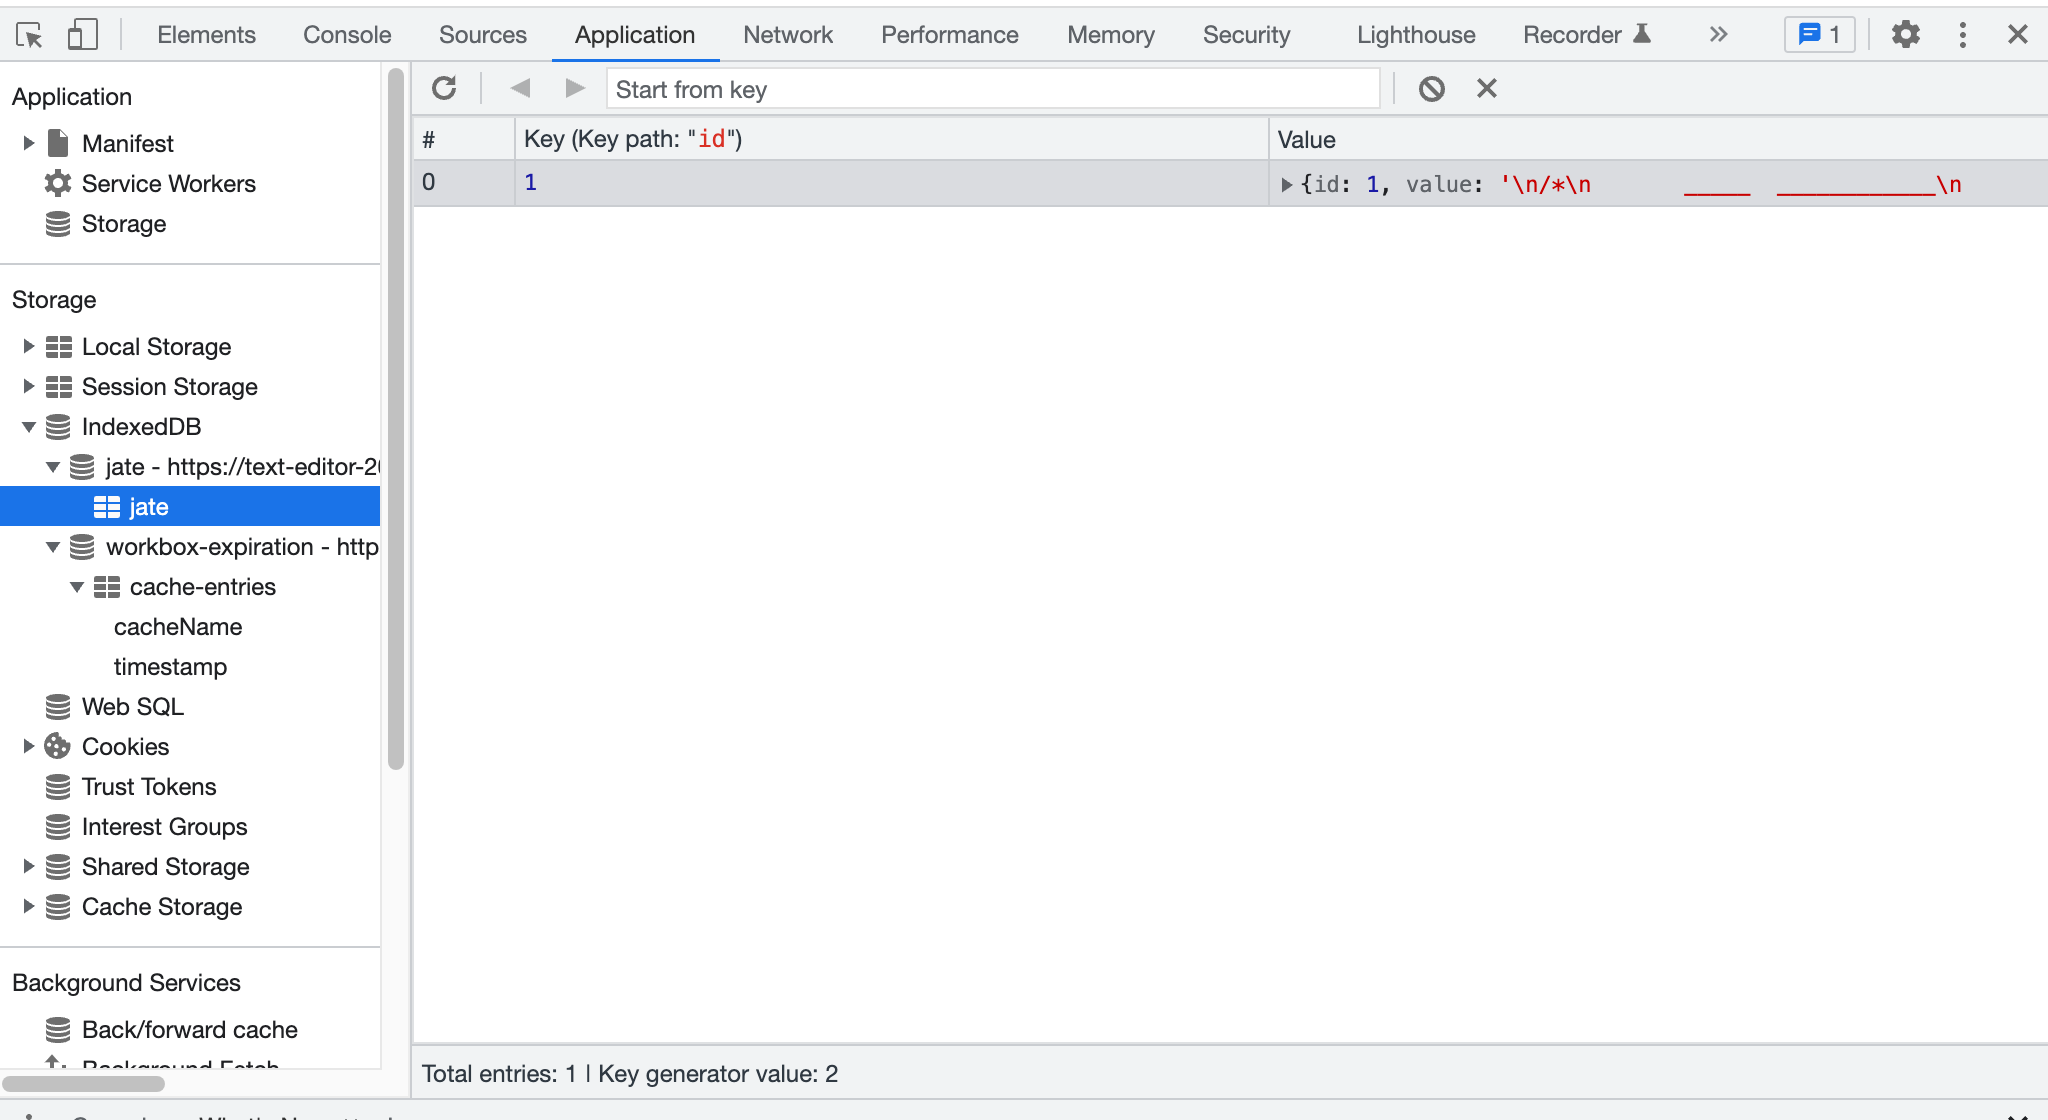 Elements Console Sources Application Network Performance Memory Security Lighthouse Recorder » 1
Application
Manifest
Service Workers
Storage
Storage
Local Storage
Session Storage
IndexedDB
jate - https://text-editor-20
jate
workbox-expiration - http
cache-entries
cacheName
timestamp
Web SQL
Cookies
Trust Tokens
Interest Groups
Shared Storage
Cache Storage
Background Services
Back/forward cache
Background Fetch
Start from key
# Key (Key path: "id") Value
0 1 {id: 1, value: '\n/*\n       _____  ____________\n
Total entries: 1 | Key generator value: 2